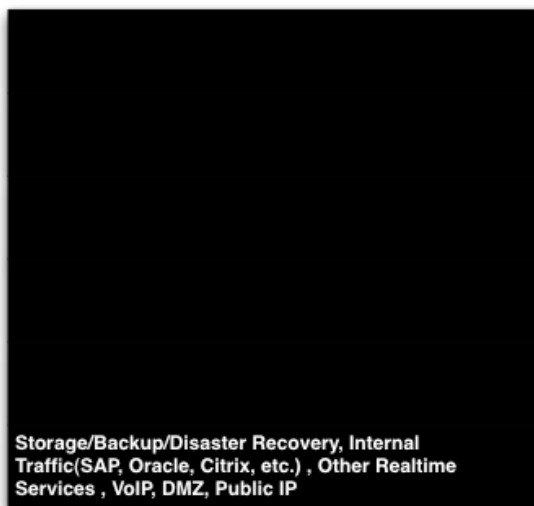 Storage/Backup/Disaster Recovery, Internal
Traffic(SAP, Oracle, Citrix, etc.) , Other Realtime
Services , VoIP, DMZ, Public IP